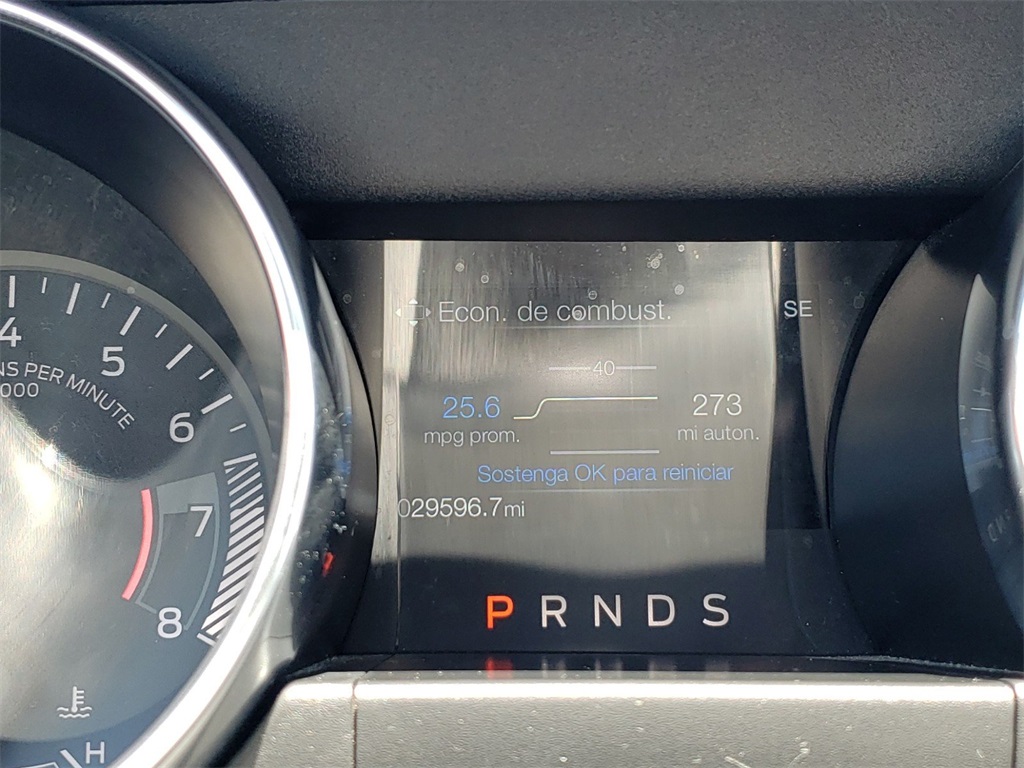 Econ. de combust.
SE
40
25.6
273
mpg prom.
mi auton.
Sostenga OK para reiniciar
029596.7mi
P R N D S
4
5
6
7
8
NS PER MINUTE
000
H